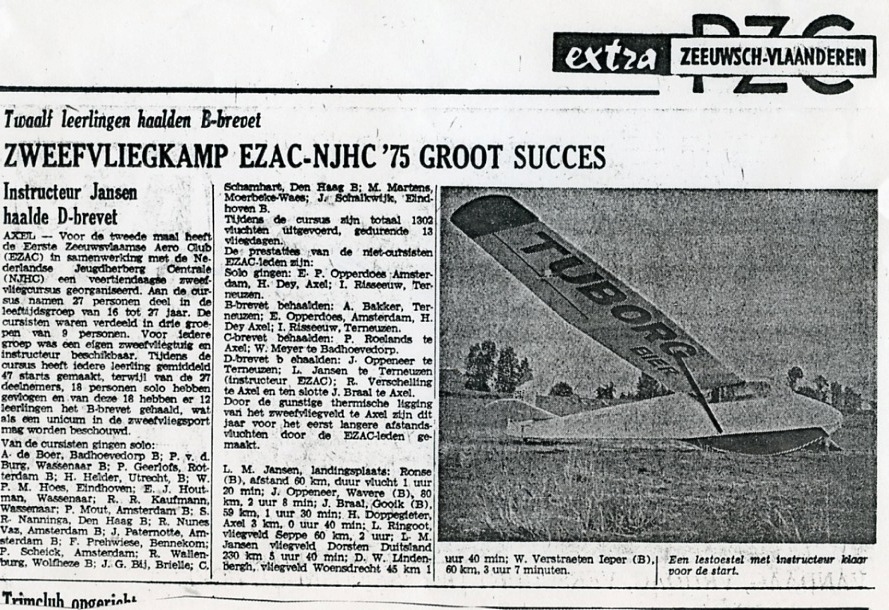 extra PZC ZEEUWSCH-VLAANDEREN
Twaalf leerlingen haalden B-brevet
ZWEEFVLIEGKAMP EZAC-NJHC '75 GROOT SUCCES
Instructeur Jansen
haalde D-brevet
AXEL — Voor de tweede maal heeft
de Eerste Zeeuwsvlaamse Aero Club
(EZAC) in samenwerking met de Ne-
derlandse Jeugdherberg Centrale
(NJHC) een veertiendaagse zweef-
vliegcursus georganiseerd. Aan de cur-
sus namen 27 personen deel in de
leeftijdsgroep van 16 tot 27 jaar. De
cursisten waren verdeeld in drie groe-
pen van 9 personen. Voor iedere
groep was een eigen zweefvliegtuig en
instructeur beschikbaar. Tijdens de
cursus heeft iedere leerling gemiddeld
47 starts gemaakt, terwijl van de 27
deelnemers, 18 personen solo hebben
gevlogen en van deze 18 hebben er 12
leerlingen het B-brevet gehaald, wat
als een unicum in de zweefvliegsport
mag worden beschouwd.
Van de cursisten gingen solo:
A. de Boer, Badhoevedorp B; P. v. d.
Burg, Wassenaar B; P. Geerlofs, Rot-
terdam B; H. Helder, Utrecht, B; W.
P. M. Hoes, Eindhoven; E. J. Hout-
man, Wassenaar; R. R. Kaufmann,
Wassenaar; P. Mout, Amsterdam B; S.
R. Nanninga, Den Haag B; R. Nunes
Vaz, Amsterdam B; J. Paternotte, Am-
sterdam B; F. Prehwiese, Bennekom;
P. Scheick, Amsterdam; R. Wallen-
burg, Wolfheze B; J. G. Bij, Brielle; C.
Schamhart, Den Haag B; M. Martens,
Moerbeke-Waes; J. Schalkwijk, Eind-
hoven B.
Tijdens de cursus zijn totaal 1302
vluchten uitgevoerd, gedurende 13
vliegdagen.
De prestaties van de niet-cursisten
EZAC-leden zijn:
Solo gingen: E. P. Opperdoes Amster-
dam, H. Dey, Axel; I. Risseeuw, Ter-
neuzen.
B-brevet behaalden: A. Bakker, Ter-
neuzen; E. Opperdoes, Amsterdam, H.
Dey Axel; I. Risseeuw, Terneuzen.
C-brevet behaalden: P. Roelands te
Axel; W. Meyer te Badhoevedorp.
D.brevet b ehaalden: J. Oppeneer te
Terneuzen; L. Jansen te Terneuzen
(instructeur EZAC); R. Verschelling
te Axel en ten slotte J. Braal te Axel.
Door de gunstige thermische ligging
van het zweefvliegveld te Axel zijn dit
jaar voor het eerst langere afstands-
vluchten door de EZAC-leden ge-
maakt.
L. M. Jansen, landingsplaats: Ronse
(B), afstand 60 km, duur vlucht 1 uur
20 min; J. Oppeneer, Wavere (B), 80
km, 2 uur 8 min; J. Braal, Gooik (B),
59 km, 1 uur 30 min; H. Doppegieter,
Axel 3 km, 0 uur 40 min; L. Ringoot,
vliegveld Seppe 60 km, 2 uur; L. M.
Jansen vliegveld Dorsten Duitsland
230 km 5 uur 40 min; D. W. Linden-
bergh, vliegveld Woensdrecht 45 km 1
uur 40 min; W. Verstraeten Ieper (B),
60 km, 3 uur 7 minuten.
TUBORG
BIER
Een lestoestel met instructeur klaar
voor de start.
Trimclub opgericht